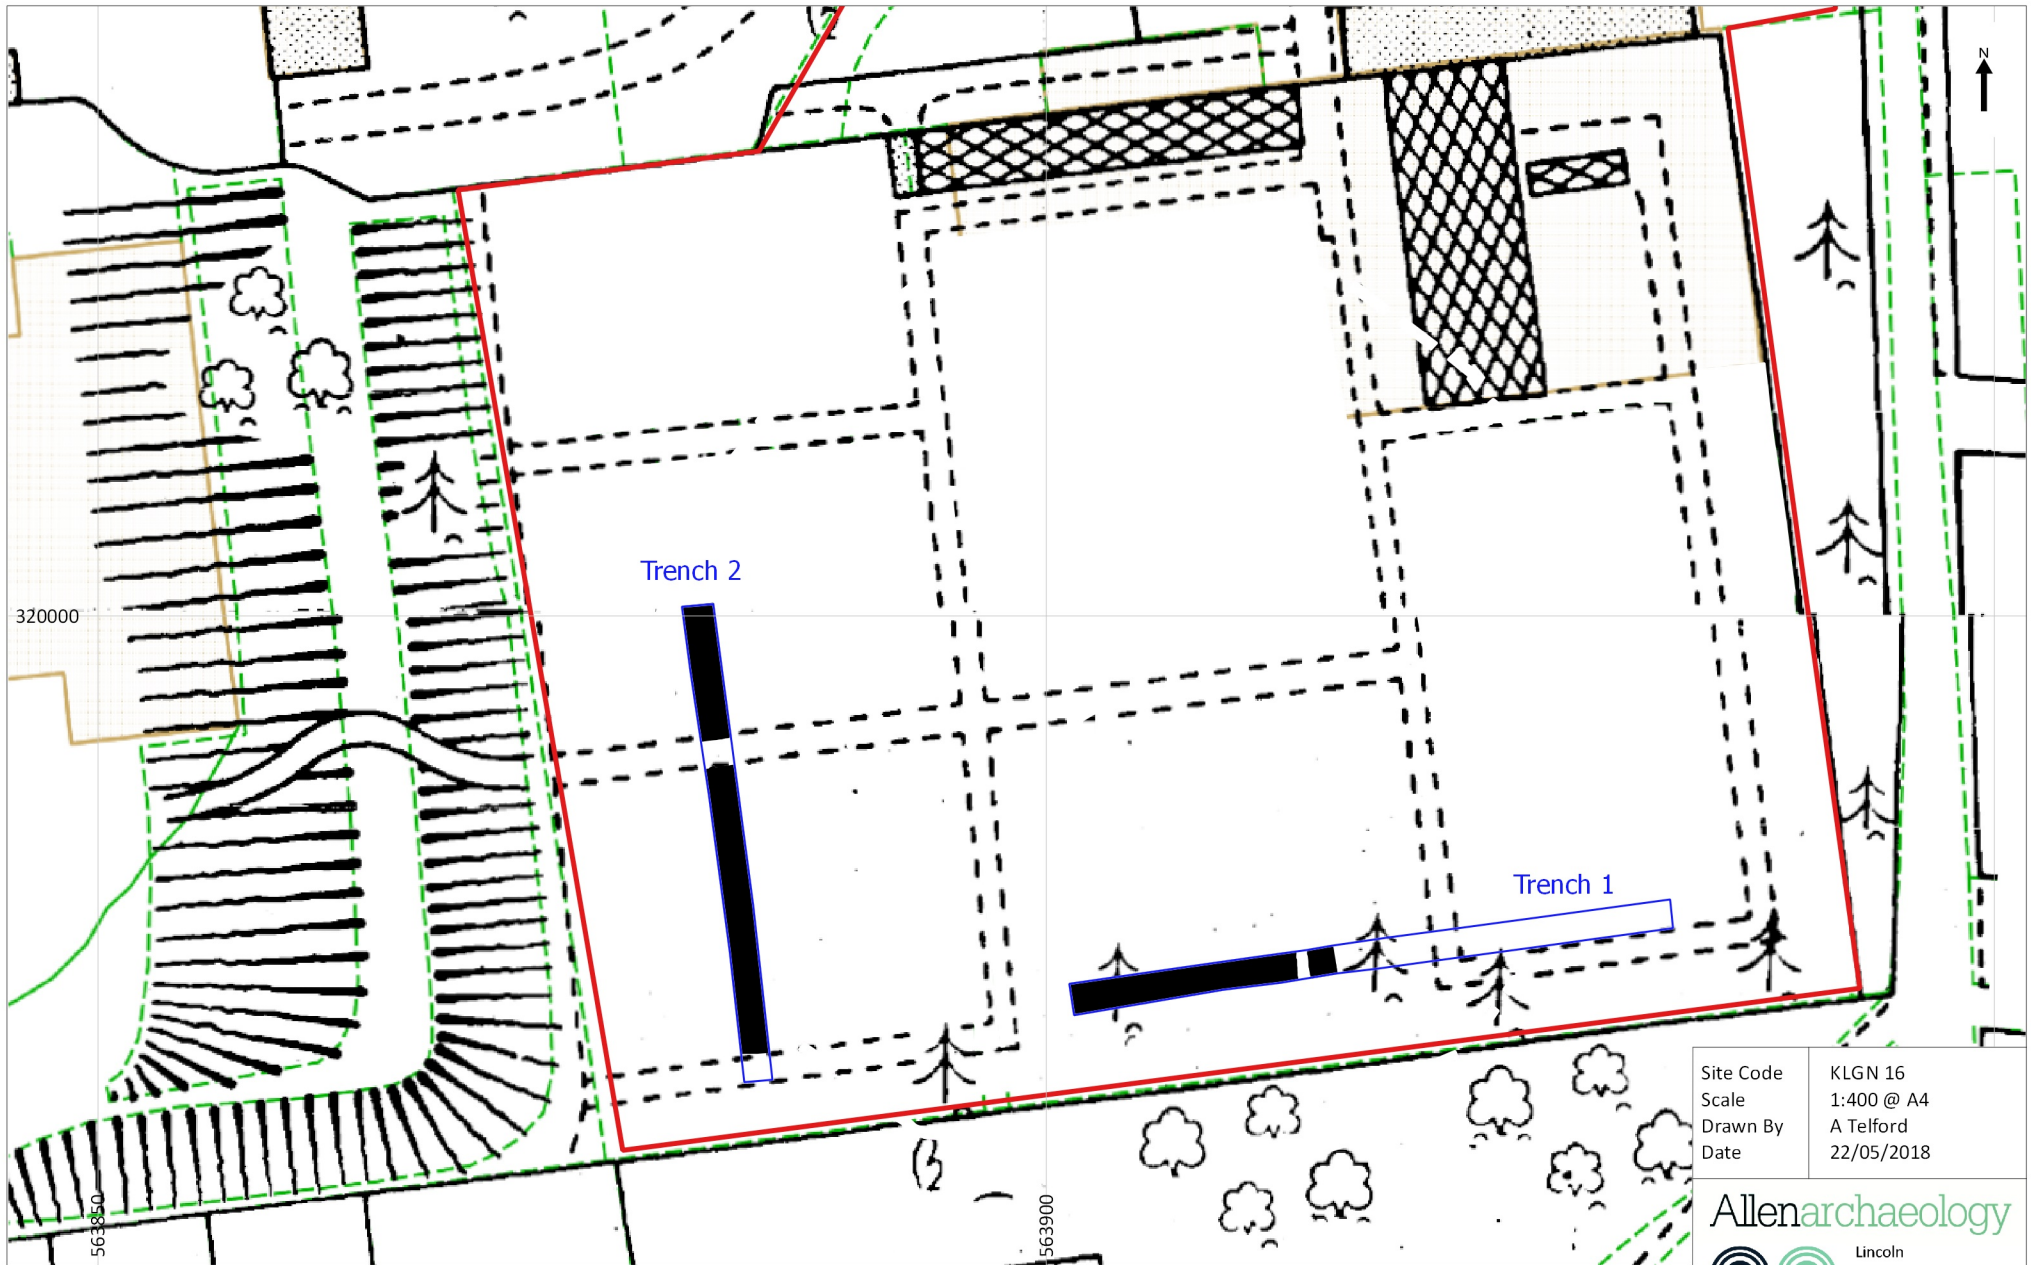 N
Trench 2
320000
Trench 1
Site Code KLGN 16
Scale 1:400 @ A4
Drawn By A Telford
Date 22/05/2018
563850
563900
Allenarchaeology
Lincoln